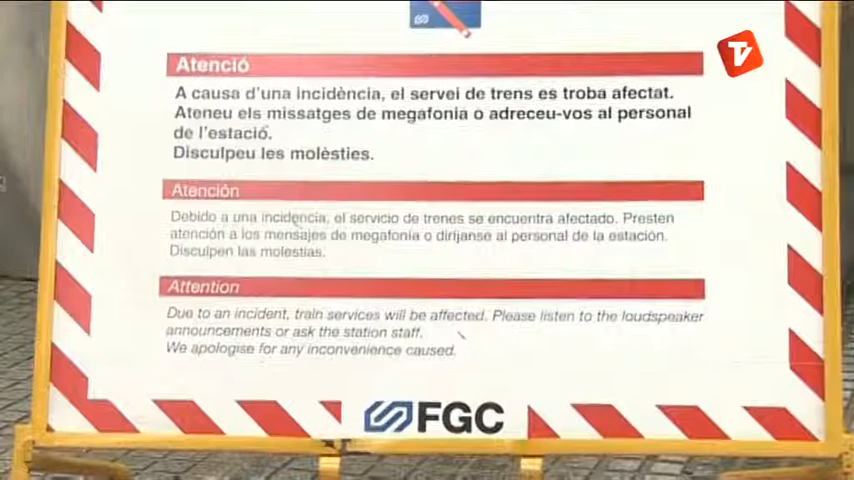 TV
Atenció
A causa d'una incidència, el servei de trens es troba afectat.
Ateneu els missatges de megafonia o adreceu-vos al personal
de l'estació.
Disculpeu les molèsties.
Atención
Debido a una incidencia, el servicio de trenes se encuentra afectado. Presten
atención a los mensajes de megafonia o dirijanse al personal de la estación.
Disculpen las molestias.
Attention
Due to an incident, train services will be affected. Please listen to the loudspeaker
announcements or ask the station staff.
We apologise for any inconvenience caused.
FGC